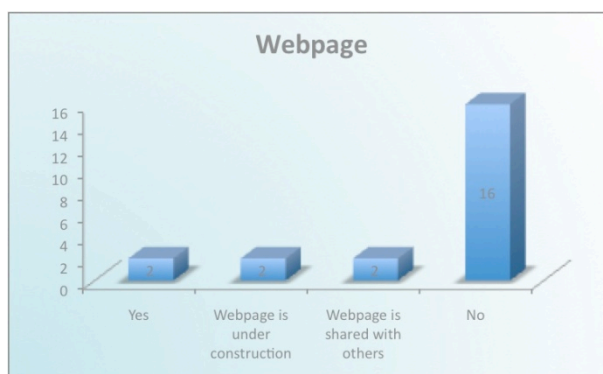 Webpage
16
14
12
10
8
6
4
2
0
2
2
2
16
Yes
Webpage is
under
construction
Webpage is
shared with
others
No